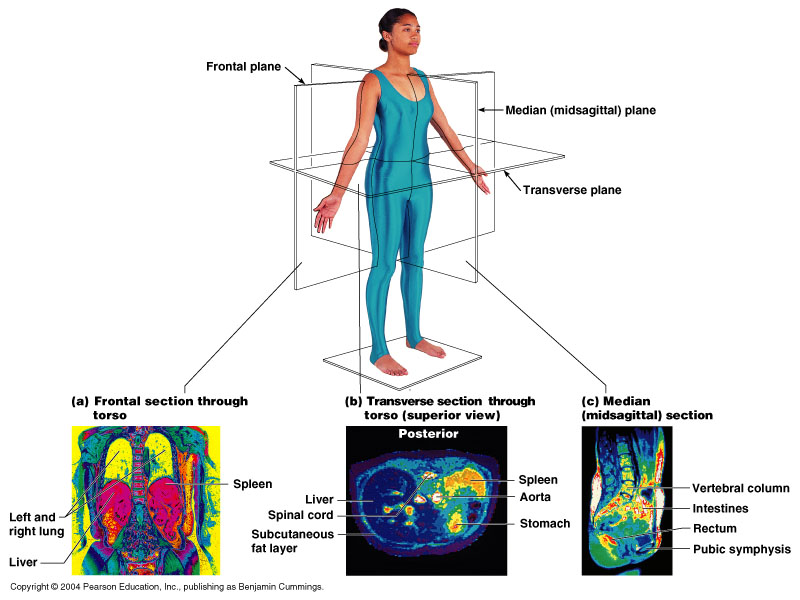 Frontal plane
Median (midsagittal) plane
Transverse plane
(a) Frontal section through
torso
(b) Transverse section through
torso (superior view)
(c) Median
(midsagittal) section
Posterior
Left and
right lung
Liver
Spleen
Liver
Spinal cord
Subcutaneous
fat layer
Spleen
Aorta
Stomach
Vertebral column
Intestines
Rectum
Pubic symphysis
Copyright © 2004 Pearson Education, Inc., publishing as Benjamin Cummings.